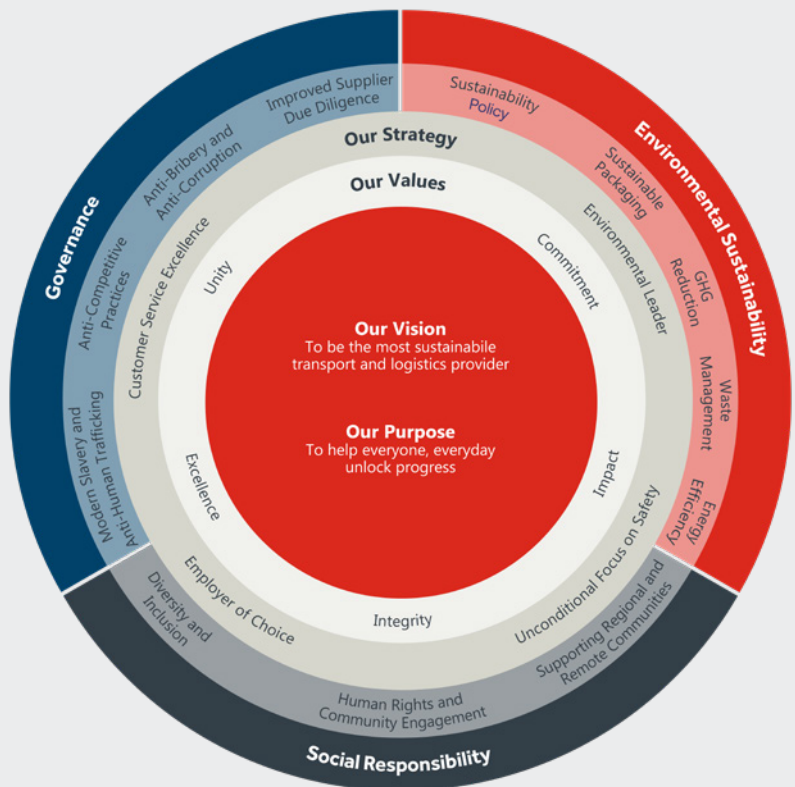 Governance
Improved Supplier
Due Diligence
Anti-Bribery and
Anti-Corruption
Anti-Competitive
Practices
Modern Slavery and
Anti-Human Trafficking
Environmental Sustainability
Sustainability
Policy
Sustainable
Packaging
GHG
Reduction
Waste
Management
Energy
Efficiency
Social Responsibility
Supporting Regional and
Remote Communities
Human Rights and
Community Engagement
Diversity and
Inclusion
Our Strategy
Customer Service Excellence
Environmental Leader
Unconditional Focus on Safety
Employer of Choice
Our Values
Unity
Commitment
Impact
Integrity
Excellence
Our Vision
To be the most sustainabile
transport and logistics provider
Our Purpose
To help everyone, everyday
unlock progress